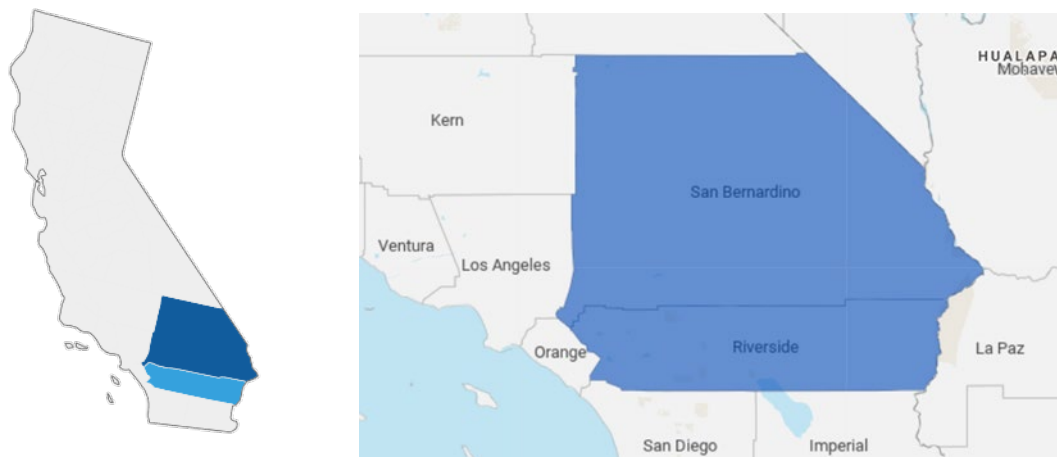 HUALAPA
Mohave
Kern
San Bernardino
Ventura
Los Angeles
Orange
Riverside
La Paz
San Diego
Imperial